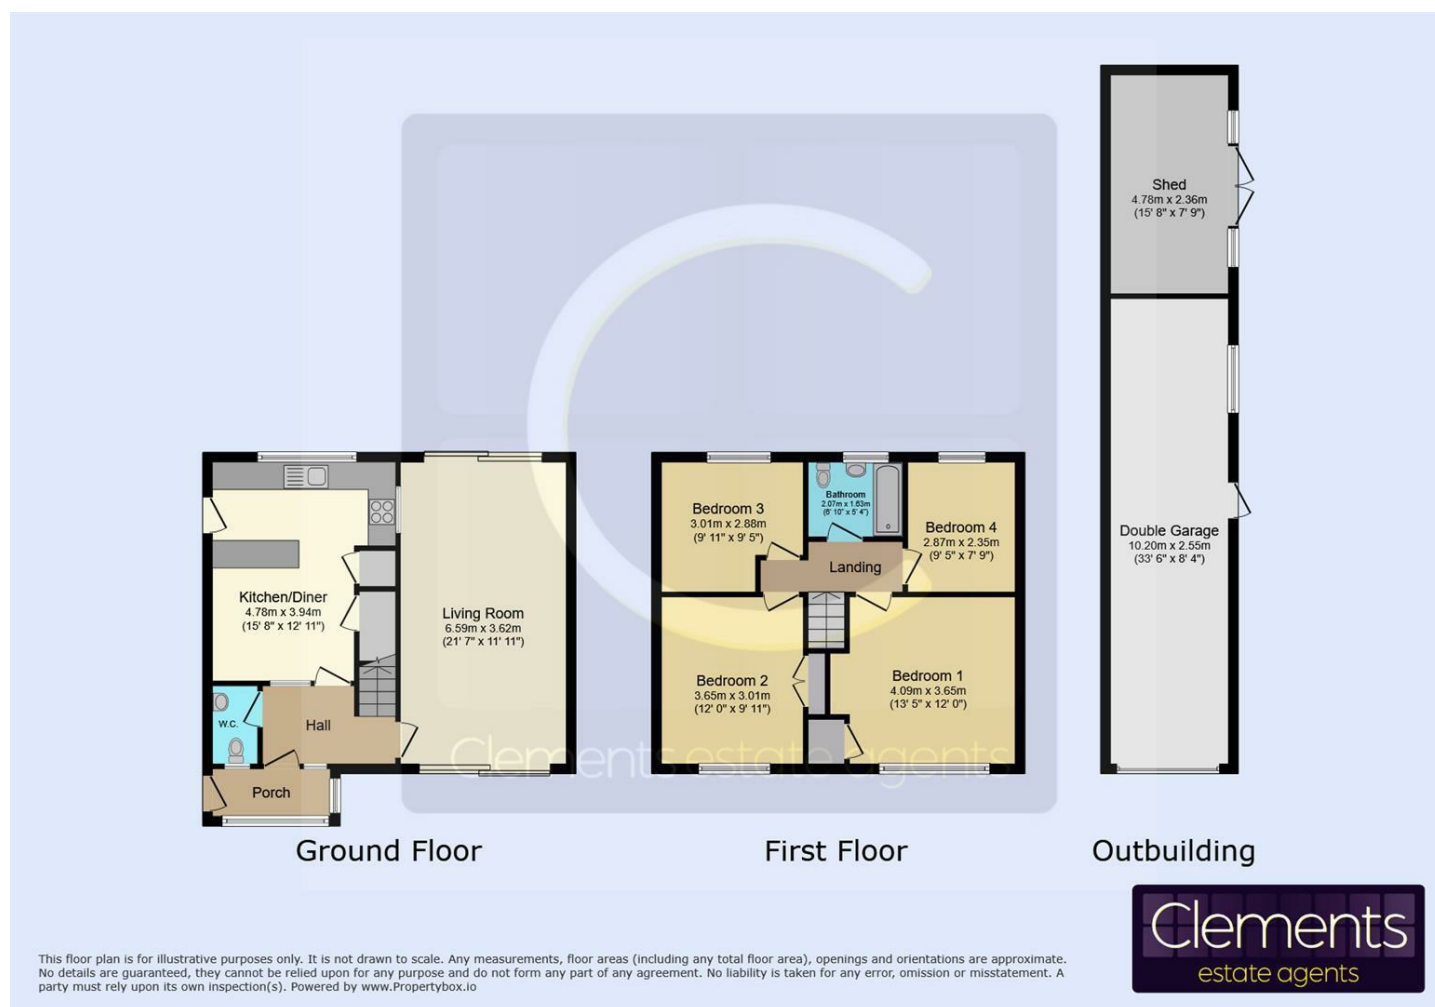 Shed
4.78m x 2.36m
(15' 8" x 7' 9")
Double Garage
10.20m x 2.55m
(33' 6" x 8' 4")
Kitchen/Diner
4.78m x 3.94m
(15' 8" x 12' 11")
Living Room
6.59m x 3.62m
(21' 7" x 11' 11")
W.C.
Hall
Porch
Bedroom 3
3.01m x 2.88m
(9' 11" x 9' 5")
Bathroom
2.07m x 1.63m
(6' 10" x 5' 4")
Bedroom 4
2.87m x 2.35m
(9' 5" x 7' 9")
Landing
Bedroom 2
3.65m x 3.01m
(12' 0" x 9' 11")
Bedroom 1
4.09m x 3.65m
(13' 5" x 12' 0")
Clements estate agents
Ground Floor
First Floor
Outbuilding
Clements
estate agents
This floor plan is for illustrative purposes only. It is not drawn to scale. Any measurements, floor areas (including any total floor area), openings and orientations are approximate.
No details are guaranteed, they cannot be relied upon for any purpose and do not form any part of any agreement. No liability is taken for any error, omission or misstatement. A
party must rely upon its own inspection(s). Powered by www.Propertybox.io